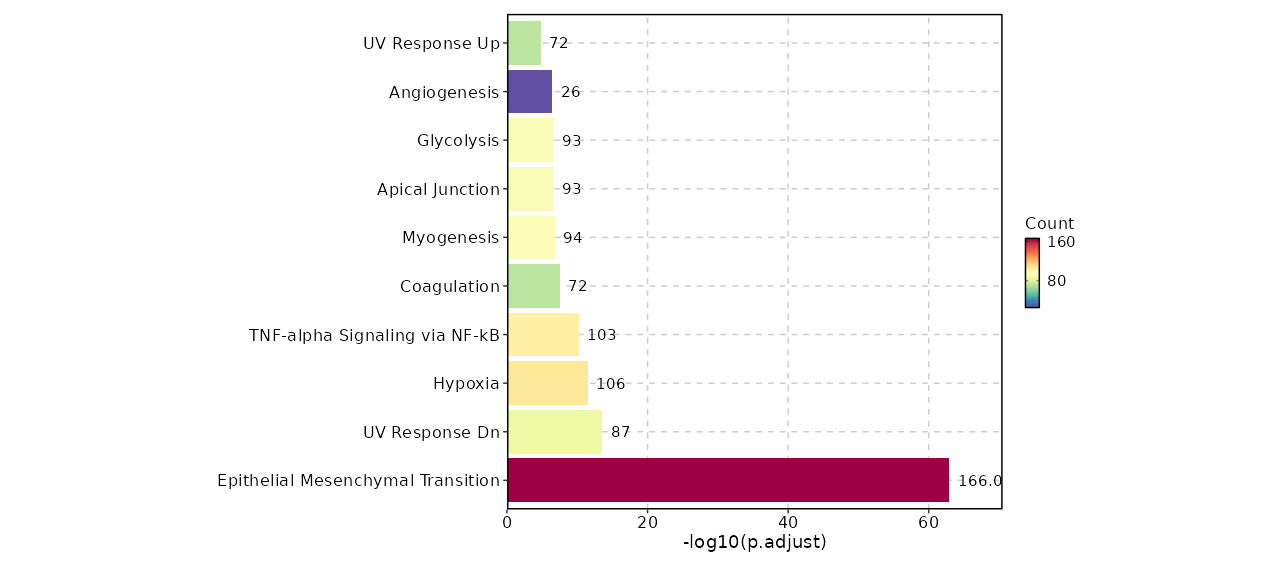 UV Response Up 72
Angiogenesis 26
Glycolysis 93
Apical Junction 93
Myogenesis 94
Coagulation 72
TNF-alpha Signaling via NF-kB 103
Hypoxia 106
UV Response Dn 87
Epithelial Mesenchymal Transition 166.0
0 20 40 60
-log10(p.adjust)
Count
160
80